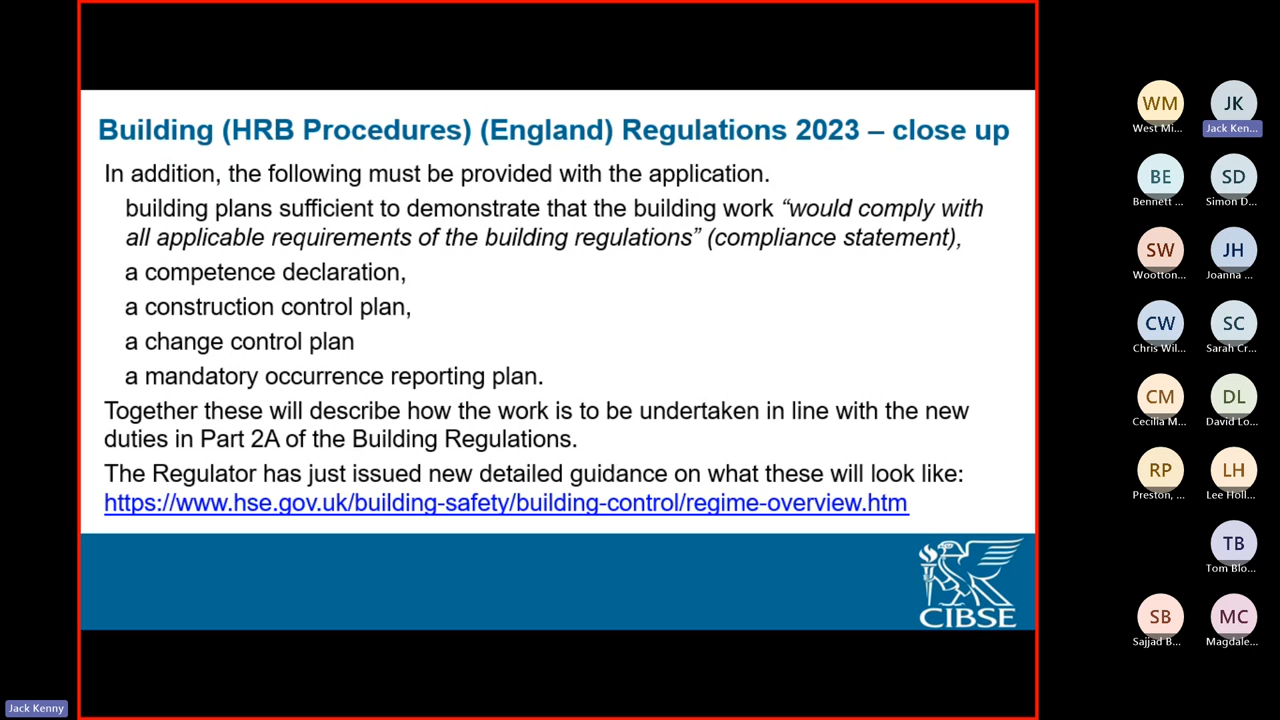 Building (HRB Procedures) (England) Regulations 2023 – close up
In addition, the following must be provided with the application.
building plans sufficient to demonstrate that the building work “would comply with
all applicable requirements of the building regulations” (compliance statement),
a competence declaration,
a construction control plan,
a change control plan
a mandatory occurrence reporting plan.
Together these will describe how the work is to be undertaken in line with the new
duties in Part 2A of the Building Regulations.
The Regulator has just issued new detailed guidance on what these will look like:
https://www.hse.gov.uk/building-safety/building-control/regime-overview.htm
CIBSE
WM
West Mi...
JK
Jack Ken...
BE
Bennett ...
SD
Simon D...
SW
Wootton...
JH
Joanna ...
CW
Chris Wil...
SC
Sarah Cr...
CM
Cecilia M...
DL
David Lo...
RP
Preston, ...
LH
Lee Holl...
TB
Tom Blo...
SB
Sajjad B...
MC
Magdale...
Jack Kenny